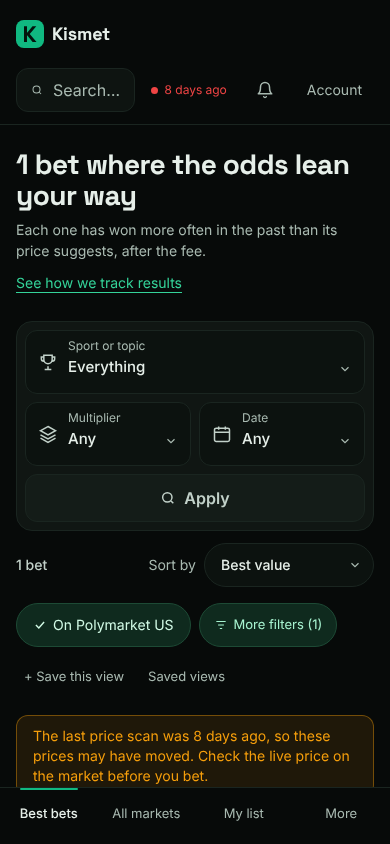 Kismet
Search...
8 days ago
Account
1 bet where the odds lean
your way
Each one has won more often in the past than its
price suggests, after the fee.
See how we track results
Sport or topic
Everything
Multiplier
Any
Date
Any
Apply
1 bet
Sort by
Best value
On Polymarket US
More filters (1)
+ Save this view
Saved views
The last price scan was 8 days ago, so these
prices may have moved. Check the live price on
the market before you bet.
Best bets
All markets
My list
More